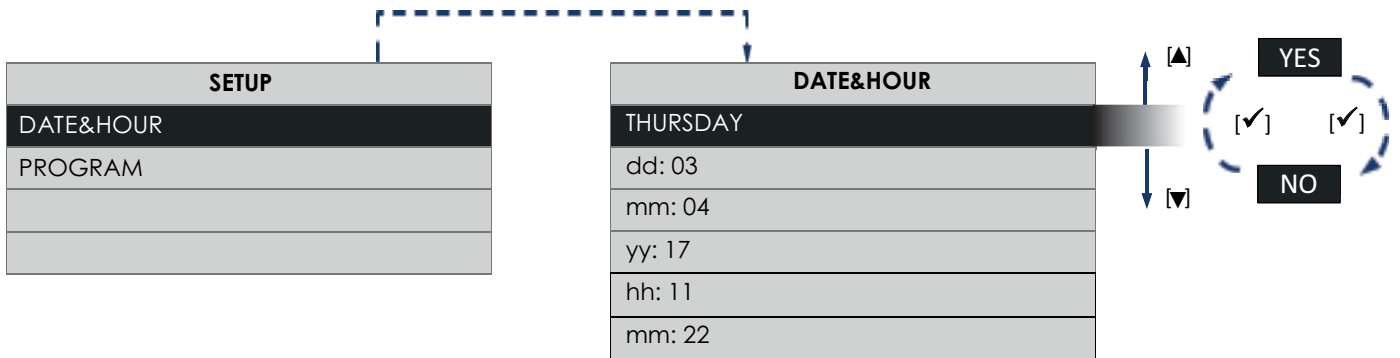 SETUP
DATE&HOUR
PROGRAM
DATE&HOUR
THURSDAY
dd: 03
mm: 04
yy: 17
hh: 11
mm: 22
[▲]
[▼]
YES
[✓] [✓]
NO